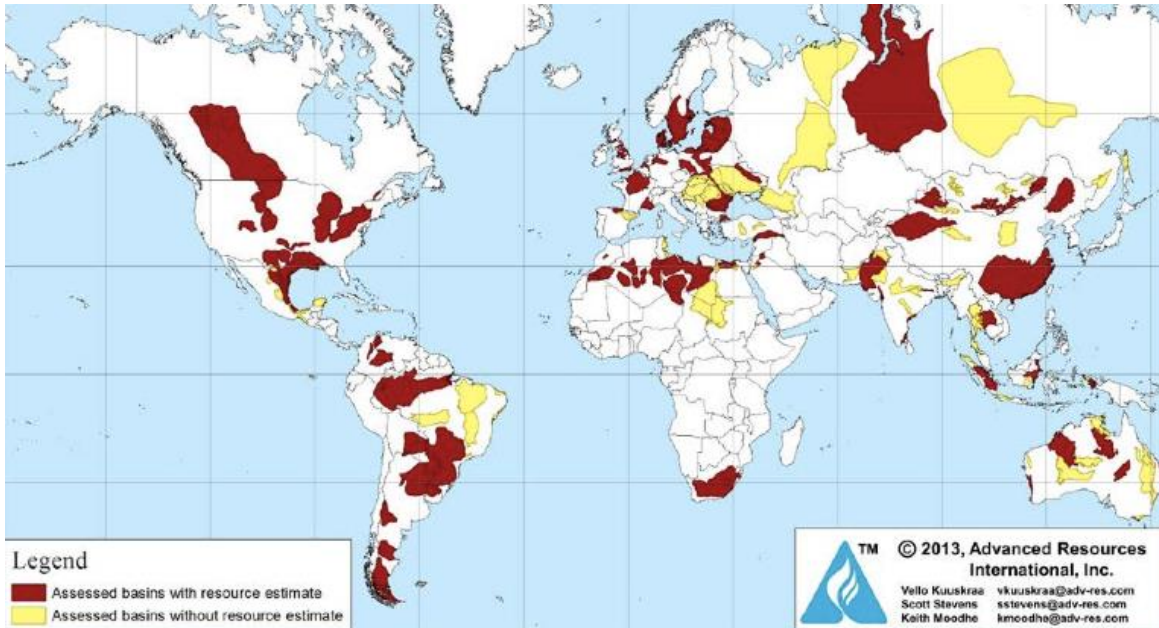 Legend
Assessed basins with resource estimate
Assessed basins without resource estimate
TM
© 2013, Advanced Resources
International, Inc.
Vello Kuuskraa vkuuskraa@adv-res.com
Scott Stevens sstevens@adv-res.com
Keith Moodhe kmoodhe@adv-res.com